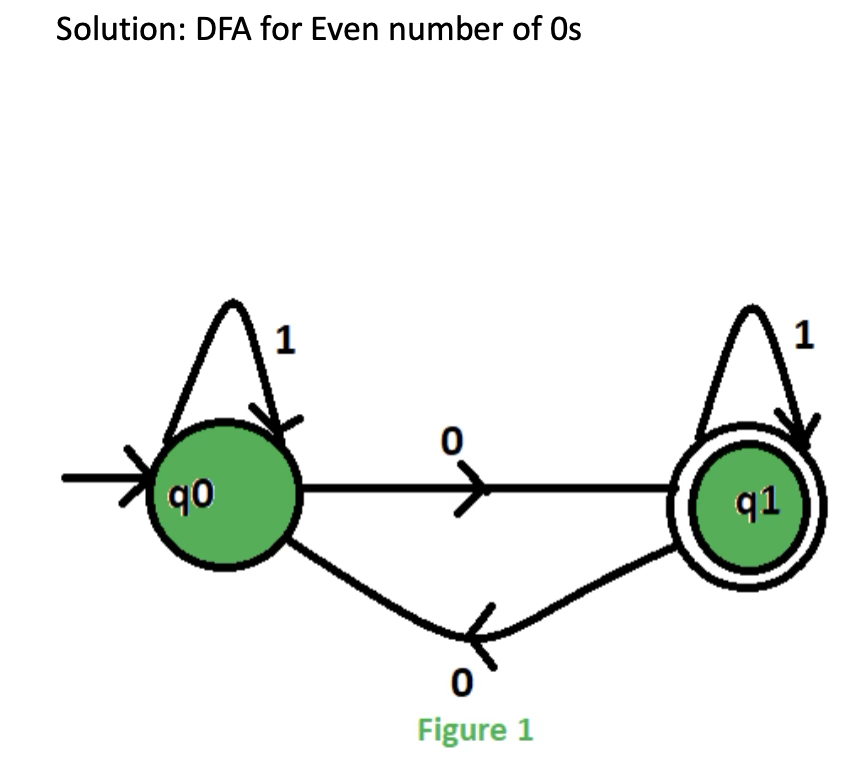 Solution: DFA for Even number of 0s
1
1
0
q0
q1
0
Figure 1